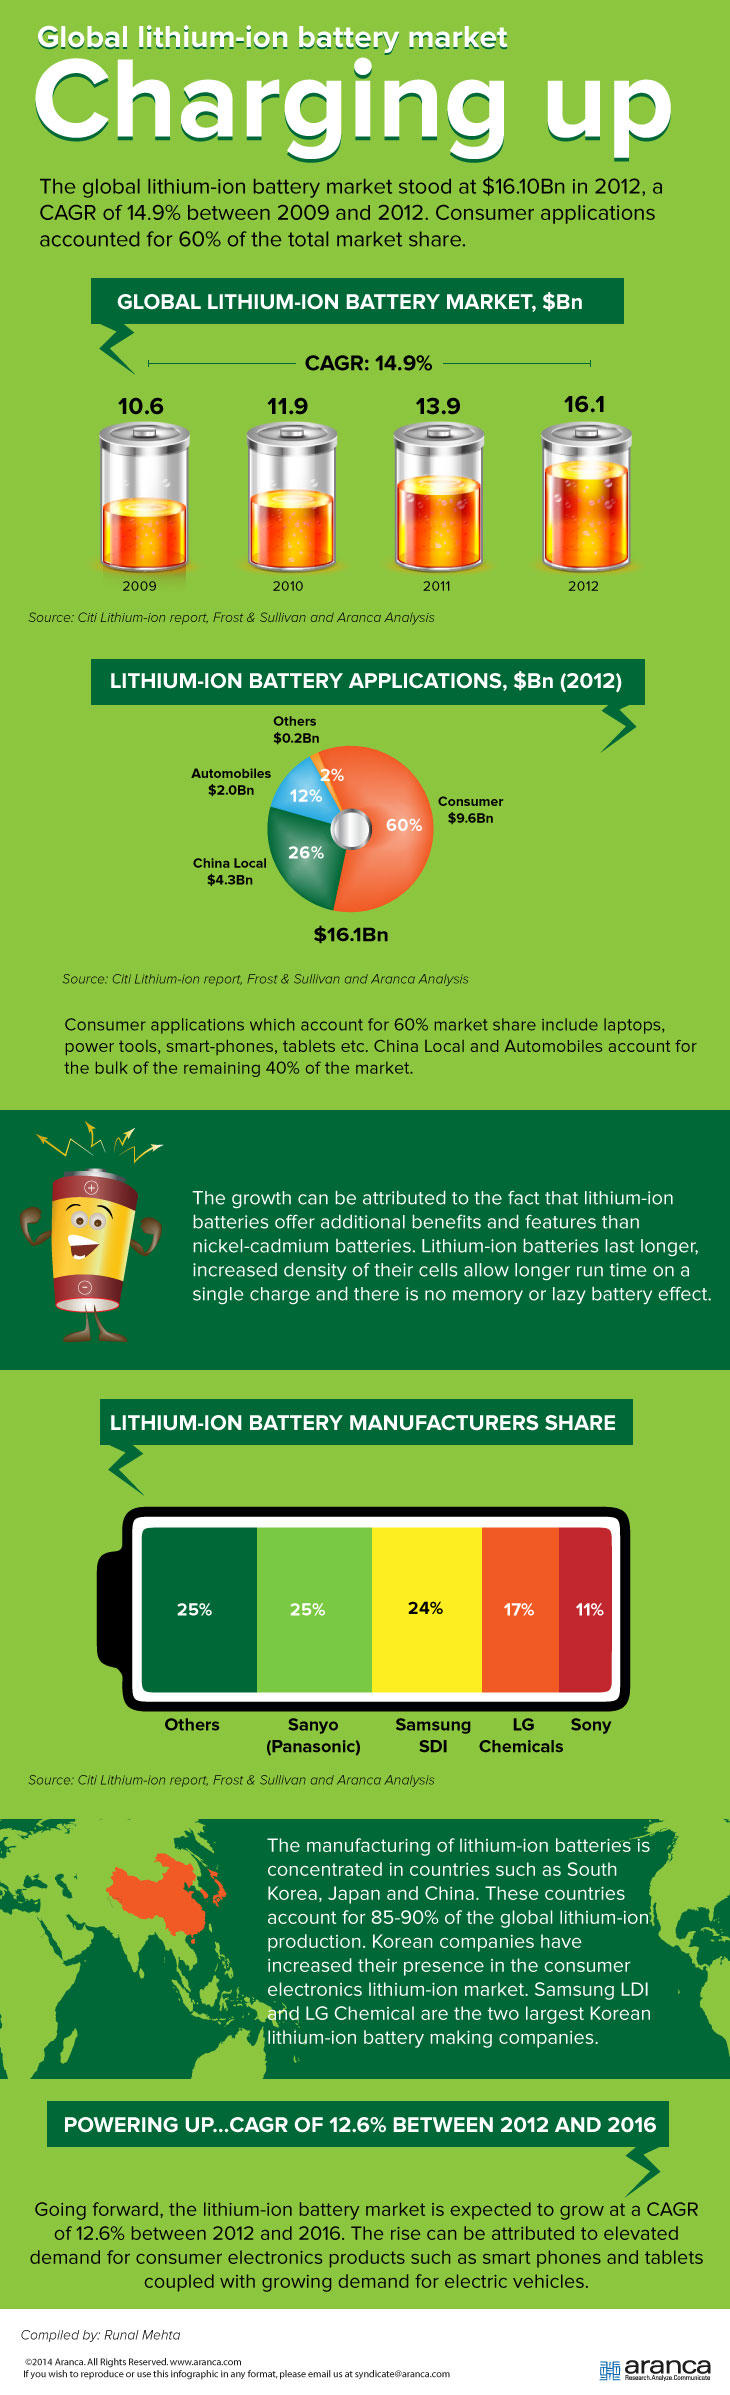 Global lithium-ion battery market
Charging up
The global lithium-ion battery market stood at $16.10Bn in 2012, a
CAGR of 14.9% between 2009 and 2012. Consumer applications
accounted for 60% of the total market share.
GLOBAL LITHIUM-ION BATTERY MARKET, $Bn
CAGR: 14.9%
10.6 11.9 13.9 16.1
2009 2010 2011 2012
Source: Citi Lithium-ion report, Frost & Sullivan and Aranca Analysis
LITHIUM-ION BATTERY APPLICATIONS, $Bn (2012)
Others
$0.2Bn
2%
Automobiles
$2.0Bn
12%
Consumer
$9.6Bn
60%
China Local
$4.3Bn
26%
$16.1Bn
Source: Citi Lithium-ion report, Frost & Sullivan and Aranca Analysis
Consumer applications which account for 60% market share include laptops,
power tools, smart-phones, tablets etc. China Local and Automobiles account for
the bulk of the remaining 40% of the market.
+
-
The growth can be attributed to the fact that lithium-ion
batteries offer additional benefits and features than
nickel-cadmium batteries. Lithium-ion batteries last longer,
increased density of their cells allow longer run time on a
single charge and there is no memory or lazy battery effect.
LITHIUM-ION BATTERY MANUFACTURERS SHARE
25% 25% 24% 17% 11%
Others Sanyo Samsung LG Sony
(Panasonic) SDI Chemicals
Source: Citi Lithium-ion report, Frost & Sullivan and Aranca Analysis
The manufacturing of lithium-ion batteries is
concentrated in countries such as South
Korea, Japan and China. These countries
account for 85-90% of the global lithium-ion
production. Korean companies have
increased their presence in the consumer
electronics lithium-ion market. Samsung LDI
and LG Chemical are the two largest Korean
lithium-ion battery making companies.
POWERING UP...CAGR OF 12.6% BETWEEN 2012 AND 2016
Going forward, the lithium-ion battery market is expected to grow at a CAGR
of 12.6% between 2012 and 2016. The rise can be attributed to elevated
demand for consumer electronics products such as smart phones and tablets
coupled with growing demand for electric vehicles.
Compiled by: Runal Mehta
©2014 Aranca. All Rights Reserved. www.aranca.com
If you wish to reproduce or use this infographic in any format, please email us at syndicate@aranca.com
aranca
Research.Analyze.Communicate